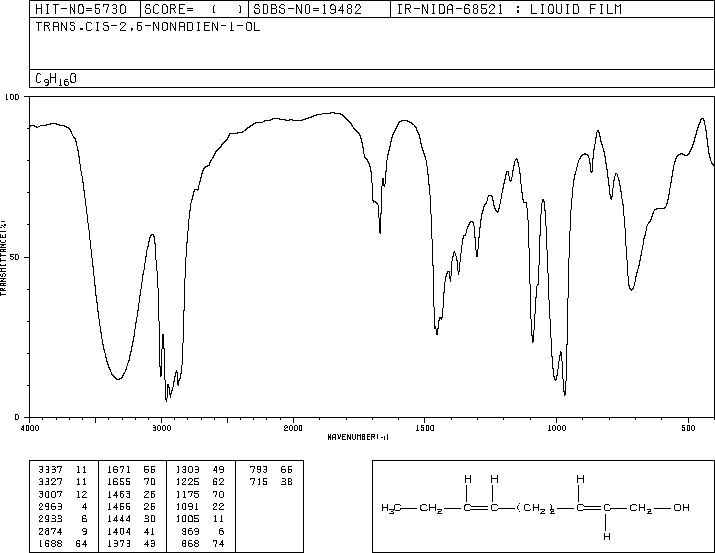 HIT-NO=5730 SCORE= ( ) SDBS-NO=19482 IR-NIDA-68521 : LIQUID FILM
TRANS,CIS-2,6-NONADIEN-1-OL
C9H16O
100
50
0
TRANSMITTANCE(%)
4000 3000 2000 1500 1000 500
WAVENUMBER(-1)
3337 11 1671 55 1303 49 793 66
3327 11 1655 70 1225 62 715 38
3007 12 1463 26 1175 70
2963 4 1456 26 1091 22
2933 6 1444 30 1005 11
2874 9 1404 41 969 6
1688 64 1373 43 868 74
H H H
H3C CH2 C C (CH2)2 C C CH2 OH
H